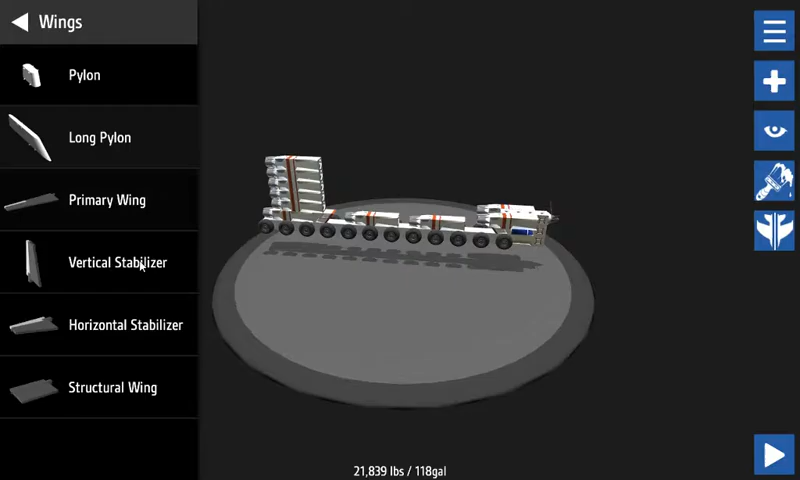 Wings
Pylon
Long Pylon
Primary Wing
Vertical Stabilizer
Horizontal Stabilizer
Structural Wing
21,839 lbs / 118gal